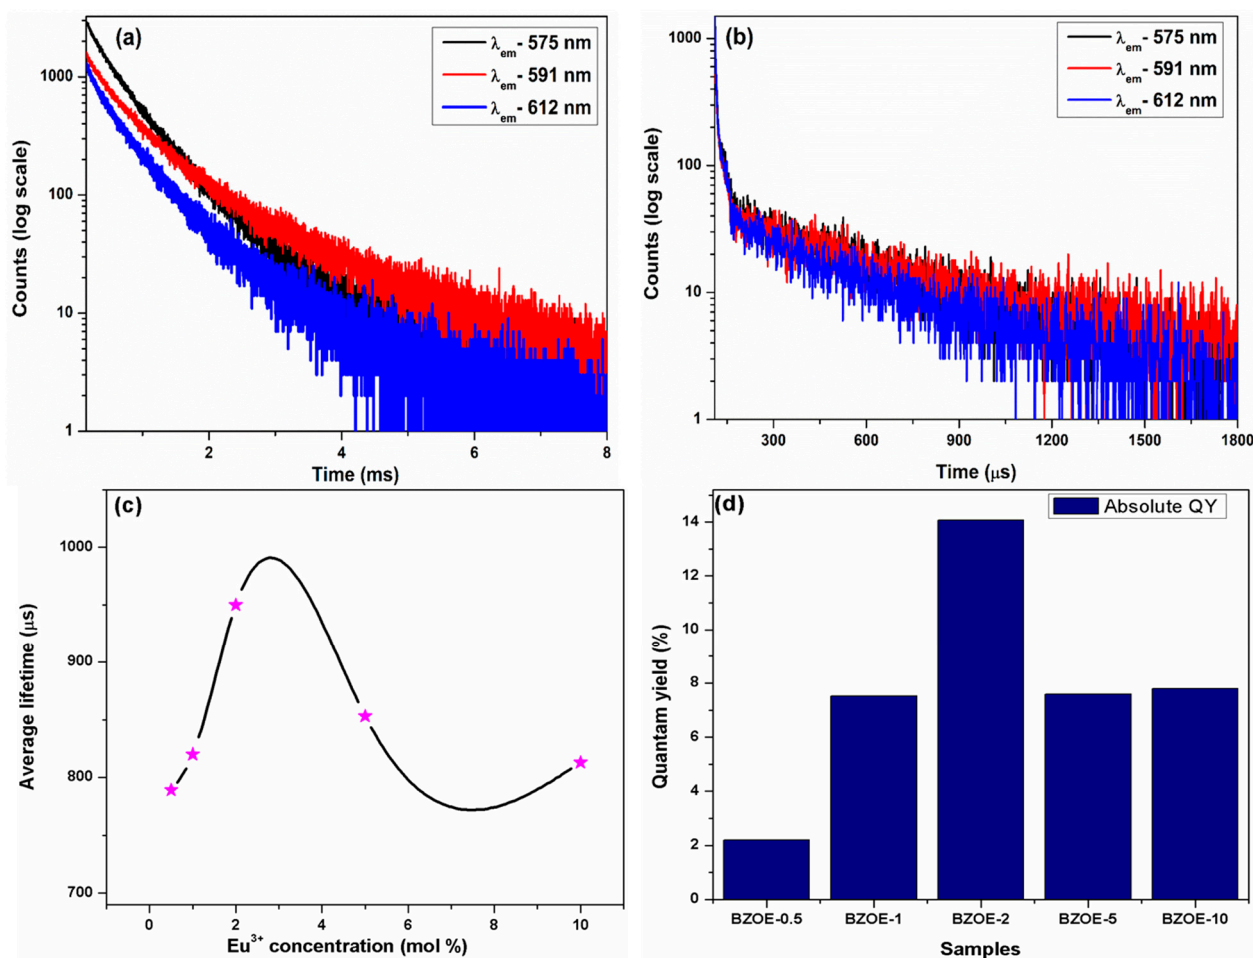 (a)
λem- 575 nm
λem- 591 nm
λem- 612 nm
1000
100
10
1
Counts (log scale)
2
4
6
8
Time (ms)
(b)
λem- 575 nm
λem- 591 nm
λem- 612 nm
1000
100
10
1
Counts (log scale)
300
600
900
1200
1500
1800
Time (μs)
(c)
1000
900
800
700
Average lifetime (μs)
0
2
4
6
8
10
Eu3+ concentration (mol %)
(d)
Absolute QY
14
12
10
8
6
4
2
0
Quantam yield (%)
BZOE-0.5
BZOE-1
BZOE-2
BZOE-5
BZOE-10
Samples